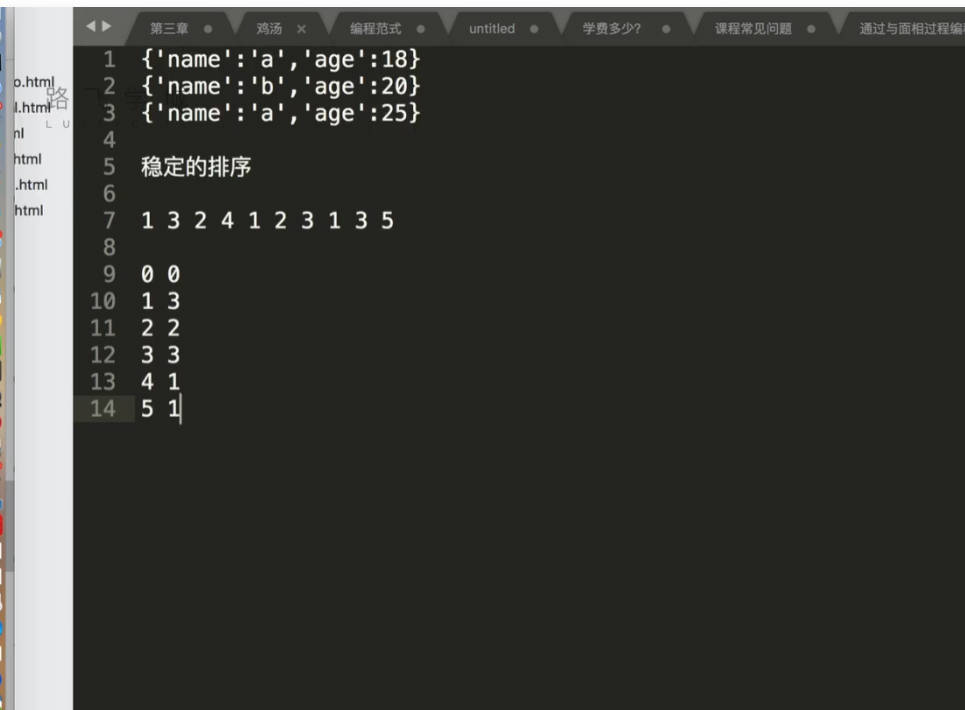 第三章
鸡汤
编程范式
untitled
学费多少?
课程常见问题
通过与面相过程编
o.html
l.html
ml
html
.html
html
路
L U
1 {'name':'a','age':18}
2 {'name':'b','age':20}
3 {'name':'a','age':25}
4
5 稳定的排序
6
7 1 3 2 4 1 2 3 1 3 5
8
9 0 0
10 1 3
11 2 2
12 3 3
13 4 1
14 5 1